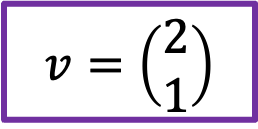 v = (2
1)